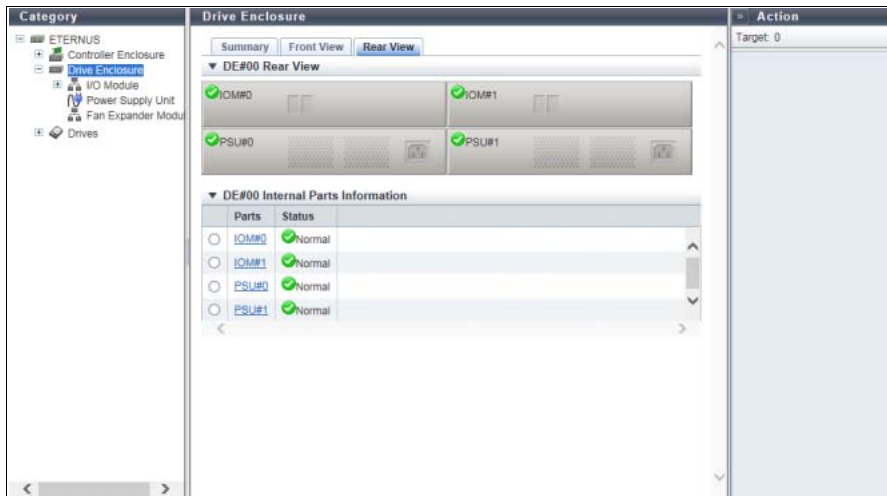 Category
ETERNUS
Controller Enclosure
Drive Enclosure
I/O Module
Power Supply Unit
Fan Expander Modul
Drives
Drive Enclosure
Summary Front View Rear View
DE#00 Rear View
IOM#0 IOM#1
PSU#0 PSU#1
DE#00 Internal Parts Information
Parts Status
IOM#0 Normal
IOM#1 Normal
PSU#0 Normal
PSU#1 Normal
» Action
Target: 0